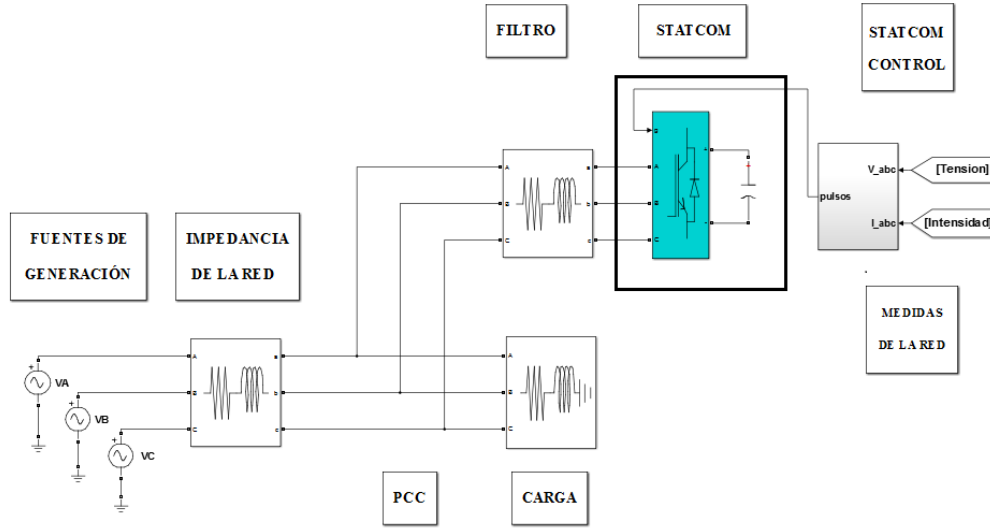 FILTRO
STATCOM
STATCOM
CONTROL
g
A
B
C
+
-
+
A
B
C
a
b
c
pulsos
V_abc
I_abc
[Tension]
[Intensidad]
FUENTES DE
GENERACIÓN
IMPEDANCIA
DE LA RED
MEDIDAS
DE LA RED
+
VA
+
VB
+
VC
A
B
C
a
b
c
A
B
C
PCC
CARGA